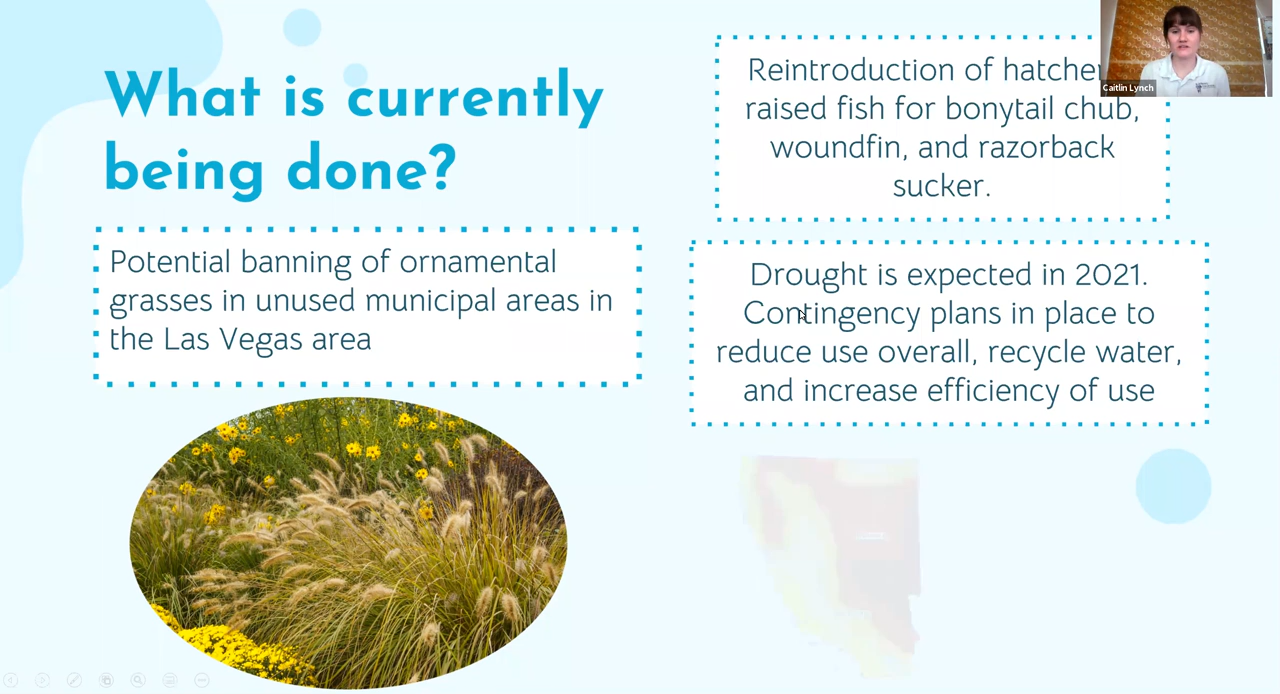 What is currently
being done?
Potential banning of ornamental
grasses in unused municipal areas in
the Las Vegas area
Reintroduction of
raised fish for bonytail chub,
woundfin, and razorback
sucker.
Drought is expected in 2021.
Contingency plans in place to
reduce use overall, recycle water,
and increase efficiency of use
Caitlin Lynch